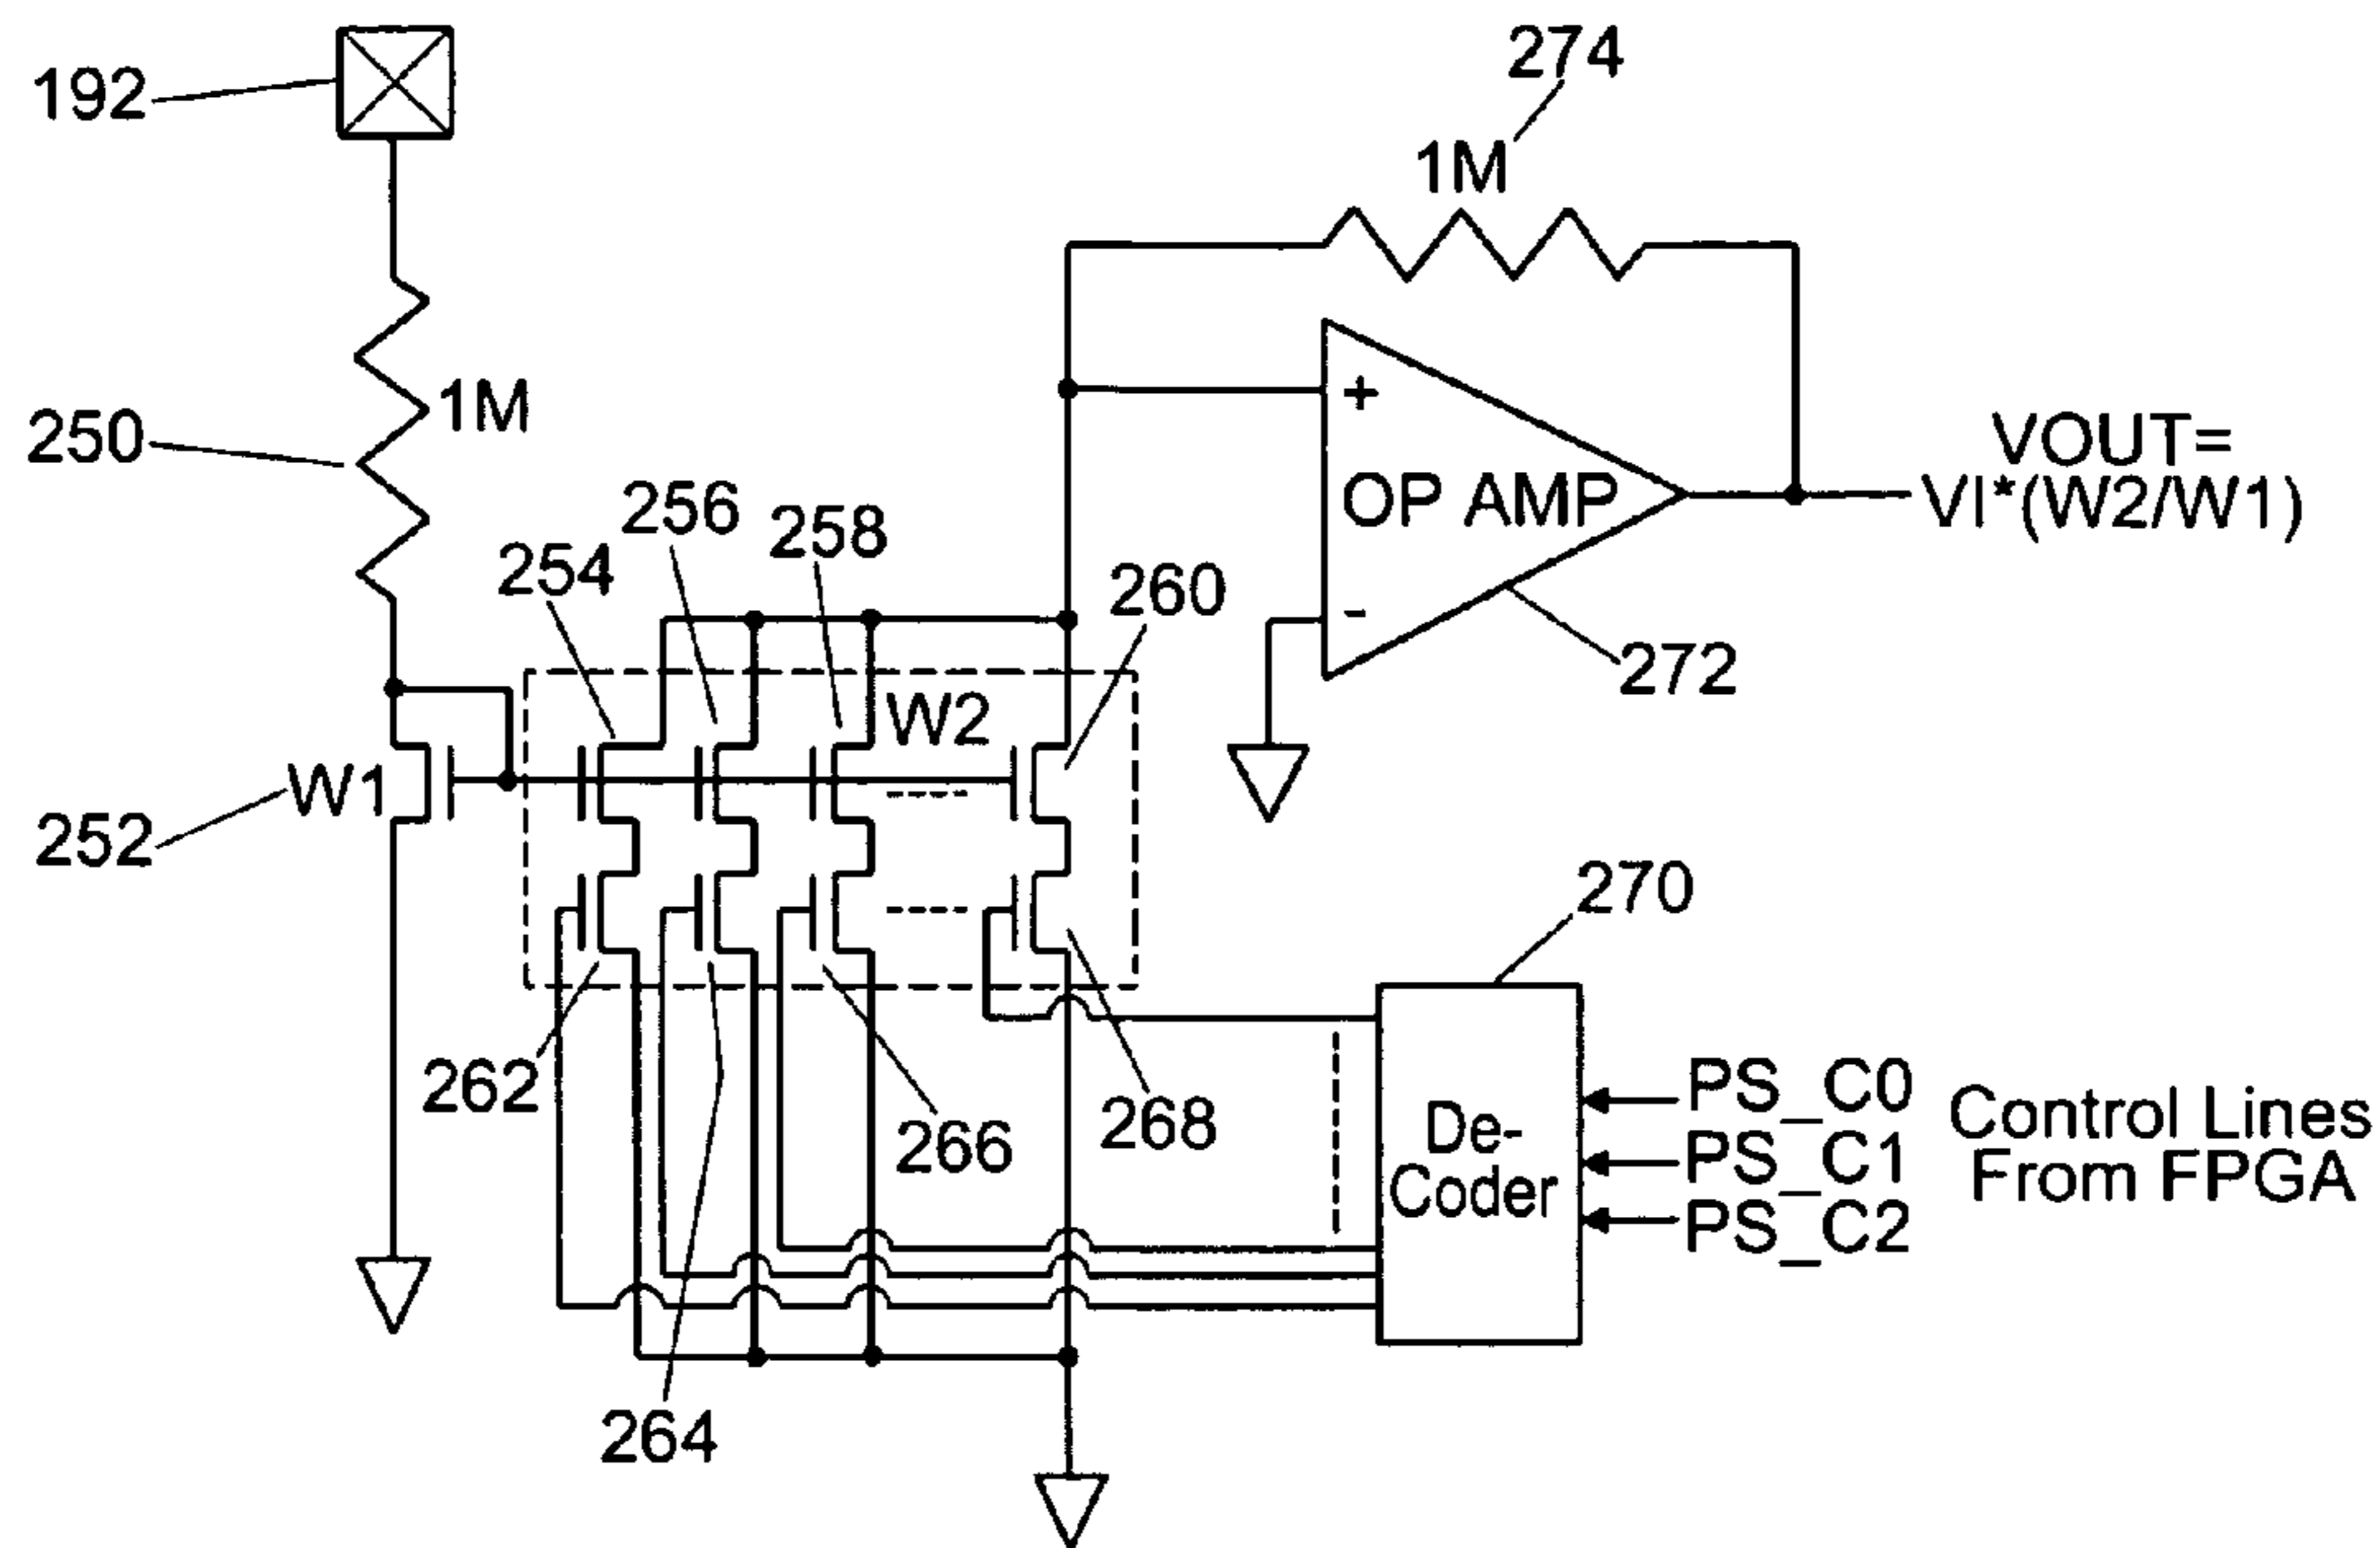 192
274
1M
1M
250
256
254
258
260
+
OP AMP
-
VOUT=
VI*(W2/W1)
272
W2
W1
252
270
262
264
266
268
De-
Coder
PS_C0
PS_C1
PS_C2
Control Lines
From FPGA